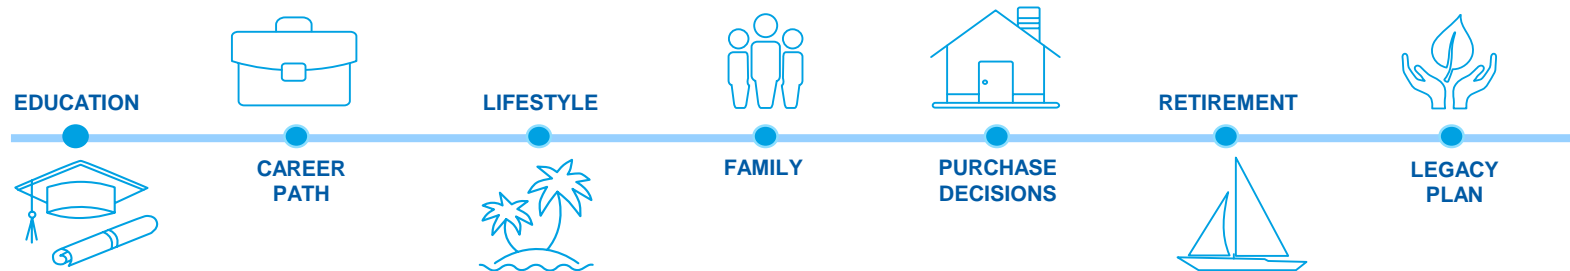 EDUCATION
CAREER
PATH
LIFESTYLE
FAMILY
PURCHASE
DECISIONS
RETIREMENT
LEGACY
PLAN